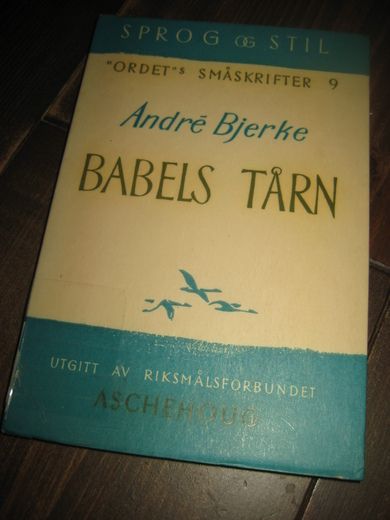 SPROG OG STIL
"ORDET"S SMÅSKRIFTER 9
André Bjerke
BABELS TÅRN
UTGITT AV RIKSMÅLSFORBUNDET
ASCHEHOUG